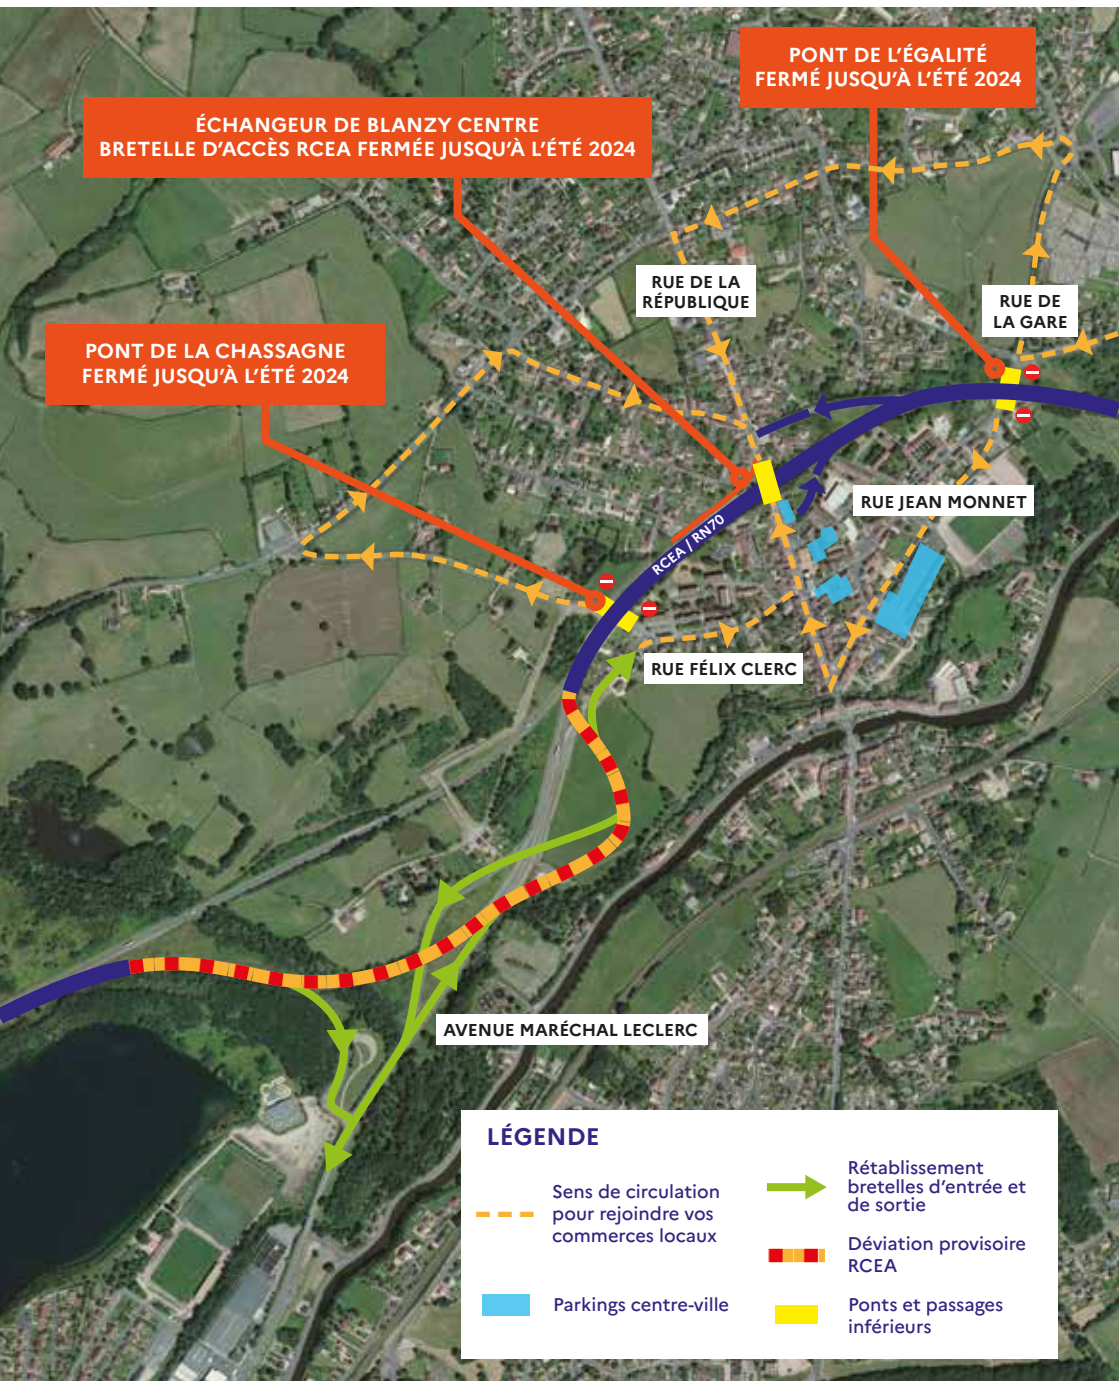 PONT DE L'ÉGALITÉ
FERMÉ JUSQU'À L'ÉTÉ 2024
ÉCHANGEUR DE BLANZY CENTRE
BRETELLE D'ACCÈS RCEA FERMÉE JUSQU'À L'ÉTÉ 2024
RUE DE LA
RÉPUBLIQUE
RUE DE
LA GARE
PONT DE LA CHASSAGNE
FERMÉ JUSQU'À L'ÉTÉ 2024
RUE JEAN MONNET
RCEA / RN70
RUE FÉLIX CLERC
AVENUE MARÉCHAL LECLERC
LÉGENDE
Sens de circulation
pour rejoindre vos
commerces locaux
Parkings centre-ville
Rétablissement
bretelles d'entrée et
de sortie
Déviation provisoire
RCEA
Ponts et passages
inférieurs